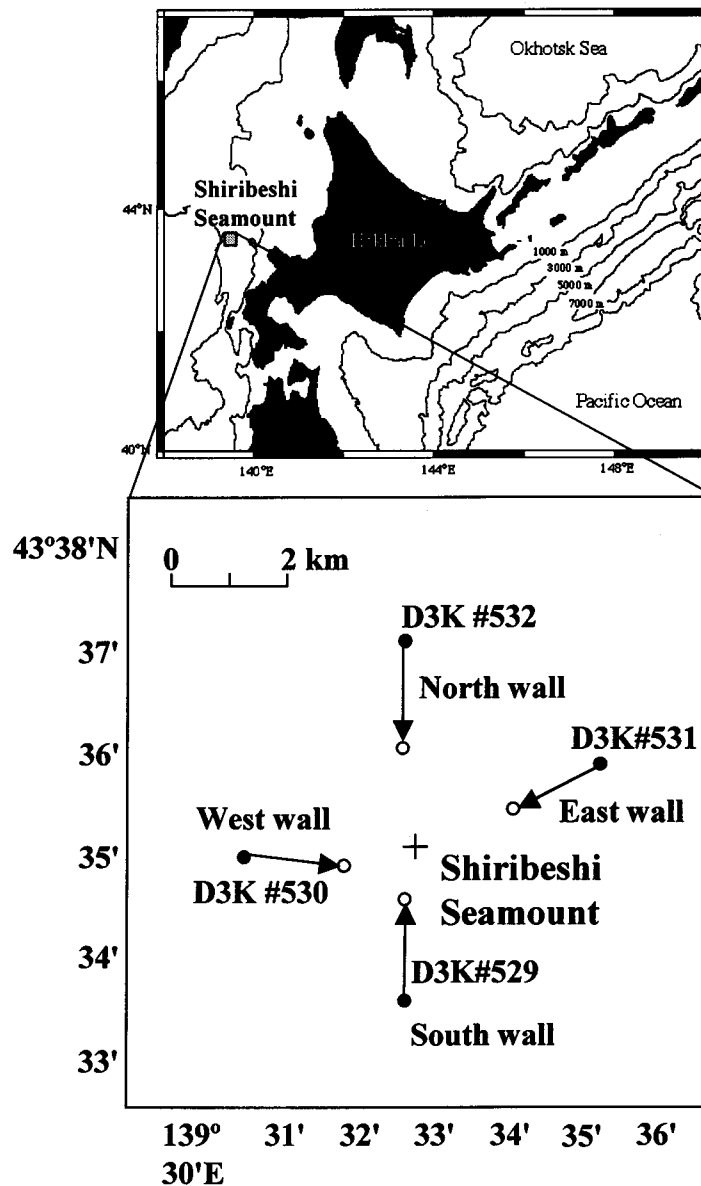 Okhotsk Sea
Shiribeshi
Seamount
44°N
1000 m
3000 m
5000 m
7000 m
Pacific Ocean
40°N
140°E
144°E
148°E
43°38'N
0 2 km
D3K #532
37'
North wall
36'
D3K#531
West wall
East wall
35'
Shiribeshi
D3K #530
Seamount
34'
D3K#529
South wall
33'
139° 31' 32' 33' 34' 35' 36'
30'E